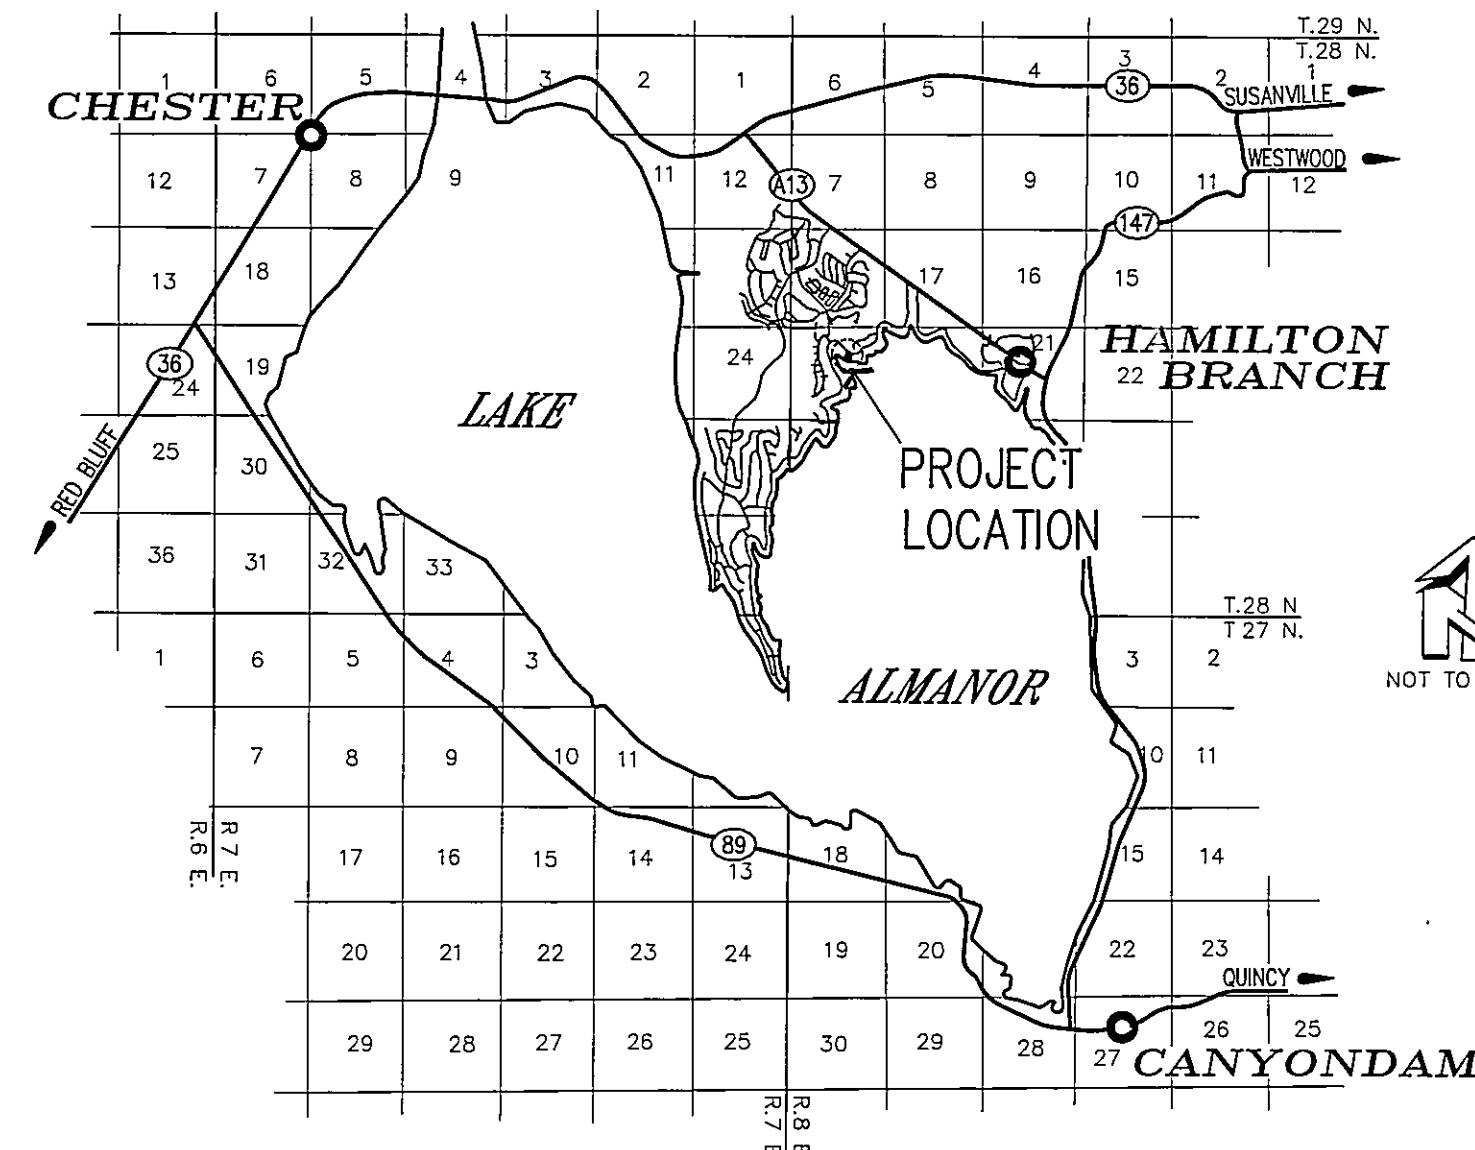 T.29 N.
T.28 N.
1 6 5 4 3 2 1 6 5 4 3 2 1
36
CHESTER
SUSANVILLE
WESTWOOD
12 7 8 9 11 12 A13 7 8 9 10 11 12
147
13 18 17 16 15
36
24 19 24 21 22
HAMILTON
BRANCH
LAKE
RED BLUFF
25 30
PROJECT
LOCATION
36 31 32 33
T.28 N
T 27 N.
NOT TO
1 6 5 4 3 3 2
ALMANOR
7 8 9 10 11 10 11
R.6 E.
R 7 E.
17 16 15 14 89 13 18 15 14
20 21 22 23 24 19 20 22 23
QUINCY
29 28 27 26 25 30 29 28 27 26 25
CANYONDAM
R.7 E
R.8 E